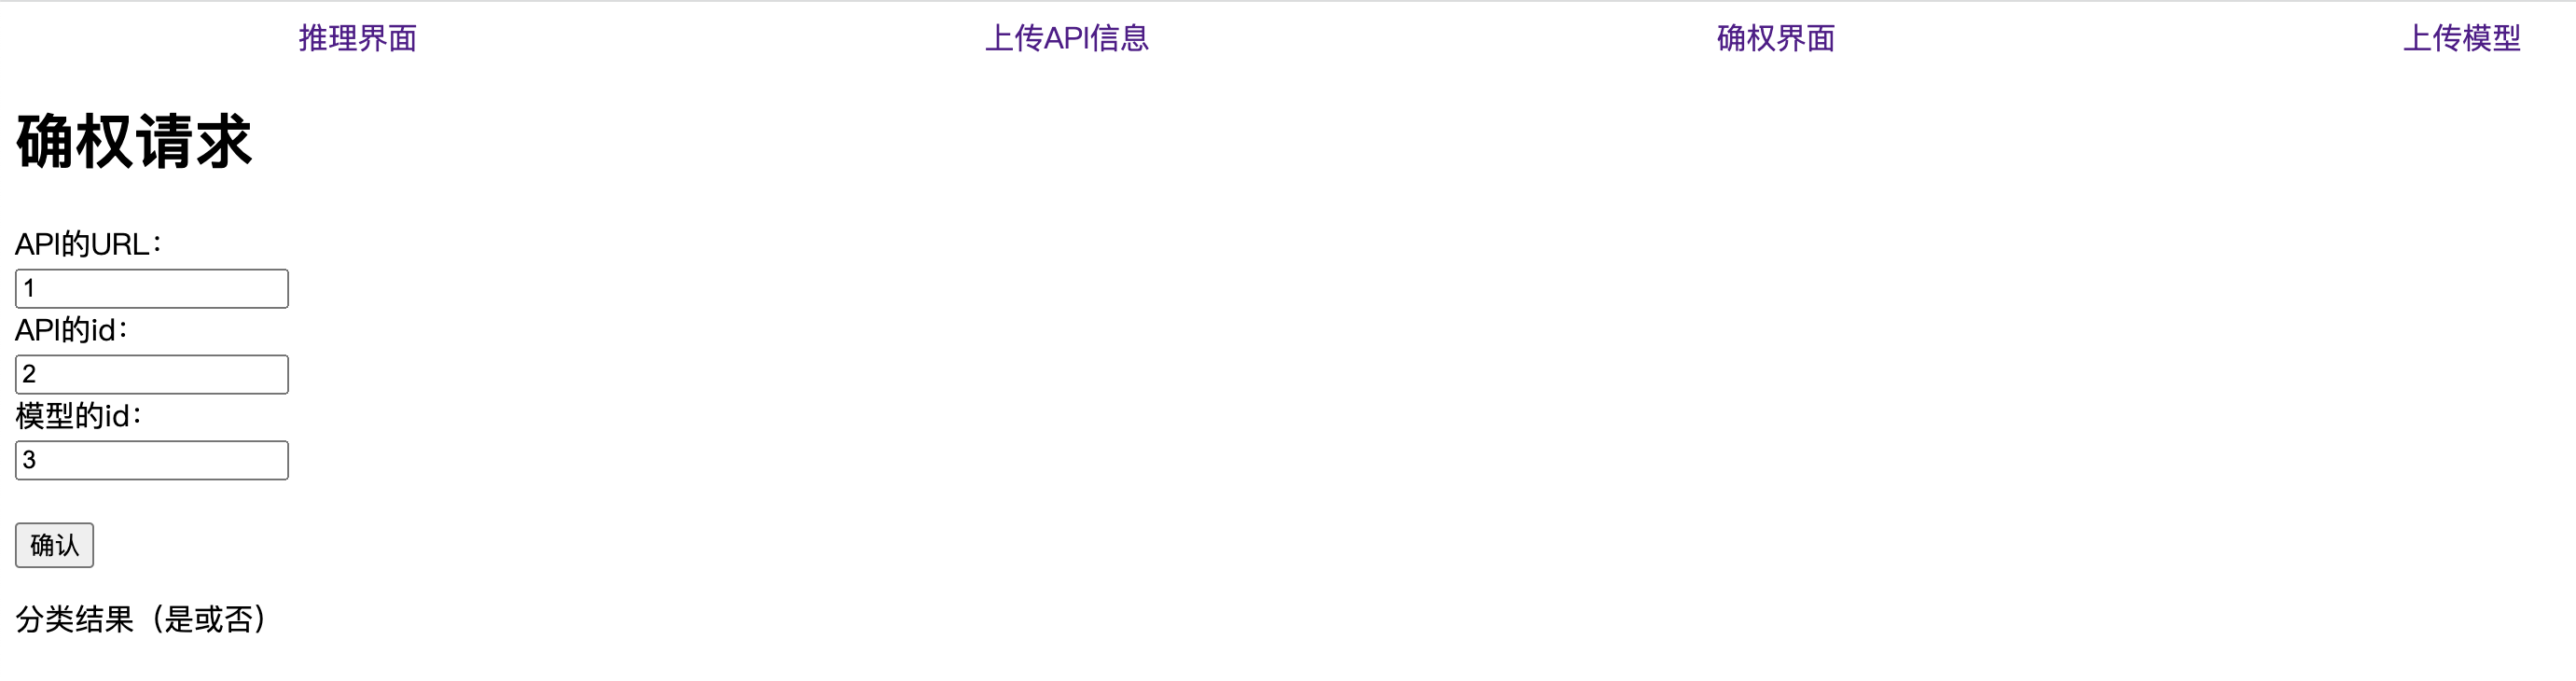 推理界面 上传API信息 确权界面 上传模型
确权请求
API的URL：
1
API的id：
2
模型的id：
3
确认
分类结果（是或否）